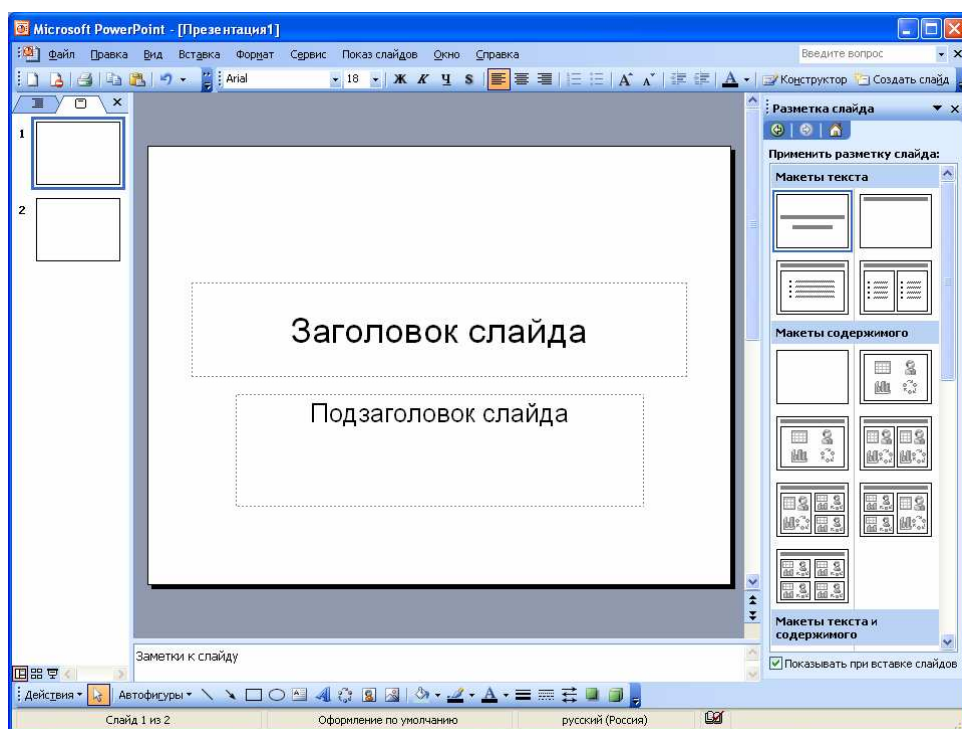 Microsoft PowerPoint - [Презентация1]
Файл Правка Вид Вставка Формат Сервис Показ слайдов Окно Справка Введите вопрос
Arial 18 Ж К Ч S A A A Конструктор Создать слайд
Разметка слайда
1
Применить разметку слайда:
Макеты текста
2
Заголовок слайда
Макеты содержимого
Подзаголовок слайда
Макеты текста и
содержимого
Заметки к слайду
Показывать при вставке слайдов
Действия Автофигуры A A
Слайд 1 из 2 Оформление по умолчанию русский (Россия)